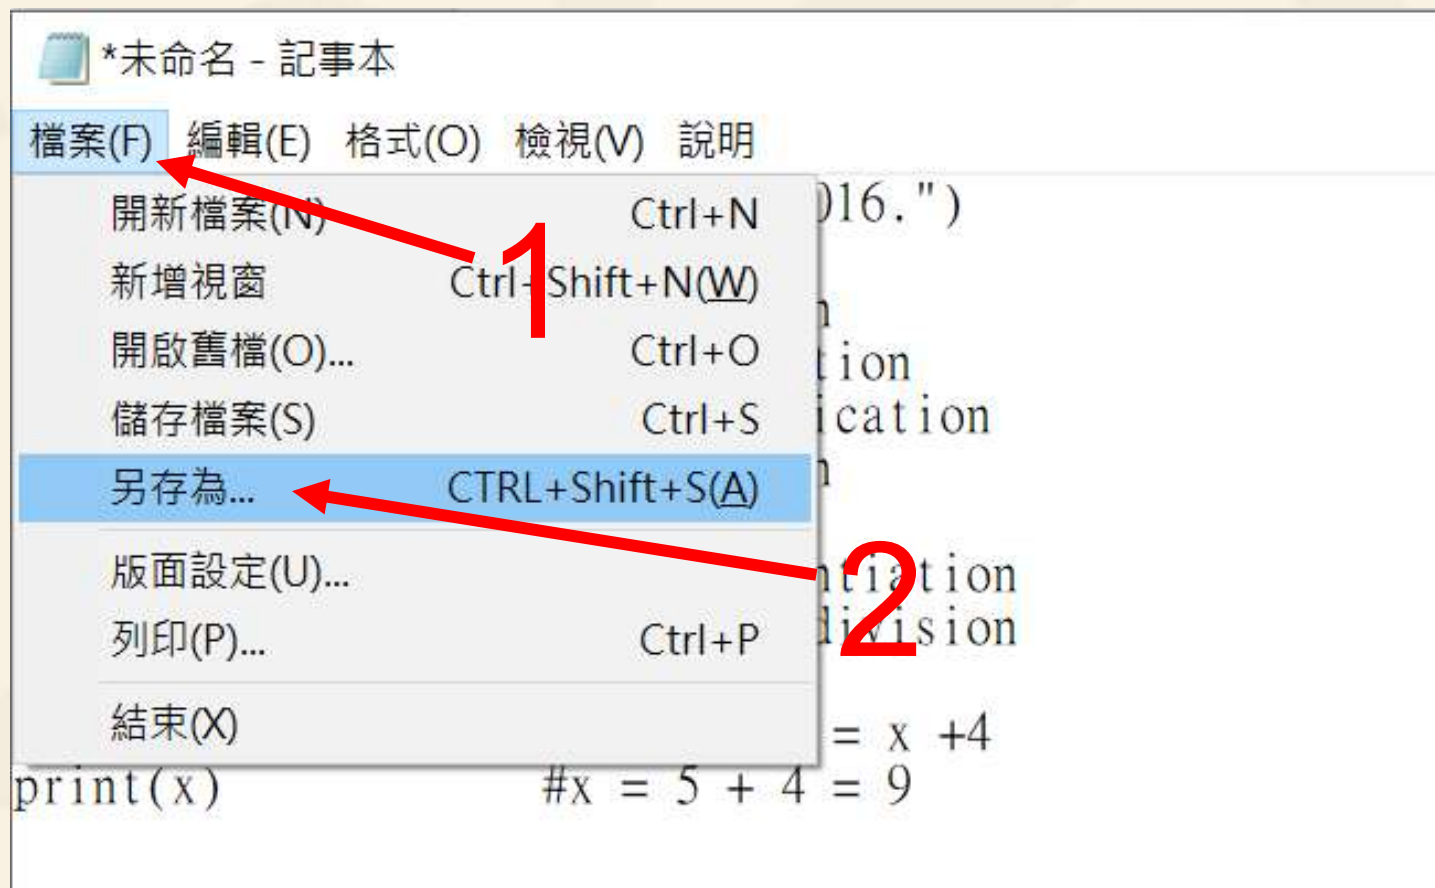 *未命名 - 記事本
檔案(F) 編輯(E) 格式(O) 檢視(V) 說明
開新檔案(N) Ctrl+N
016.")
新增視窗 Ctrl+Shift+N(W)
1
開啟舊檔(O)... Ctrl+O
tion
儲存檔案(S) Ctrl+S
ication
另存為... CTRL+Shift+S(A)
版面設定(U)...
ntiation
2
列印(P)... Ctrl+P
division
結束(X)
= x +4
print(x) #x = 5 + 4 = 9